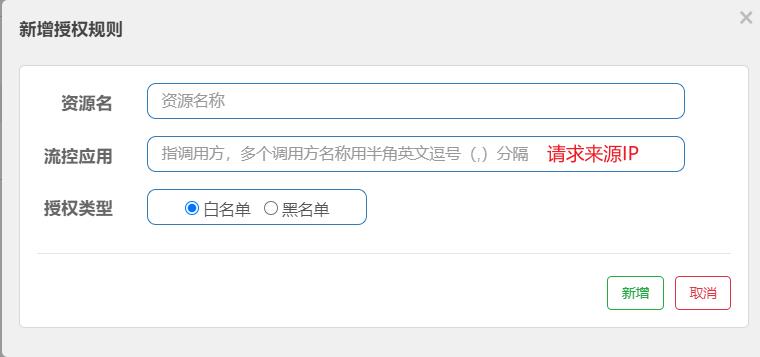 新增授权规则
×
资源名 资源名称
流控应用 指调用方，多个调用方名称用半角英文逗号（,）分隔 请求来源IP
授权类型 白名单 黑名单
新增 取消